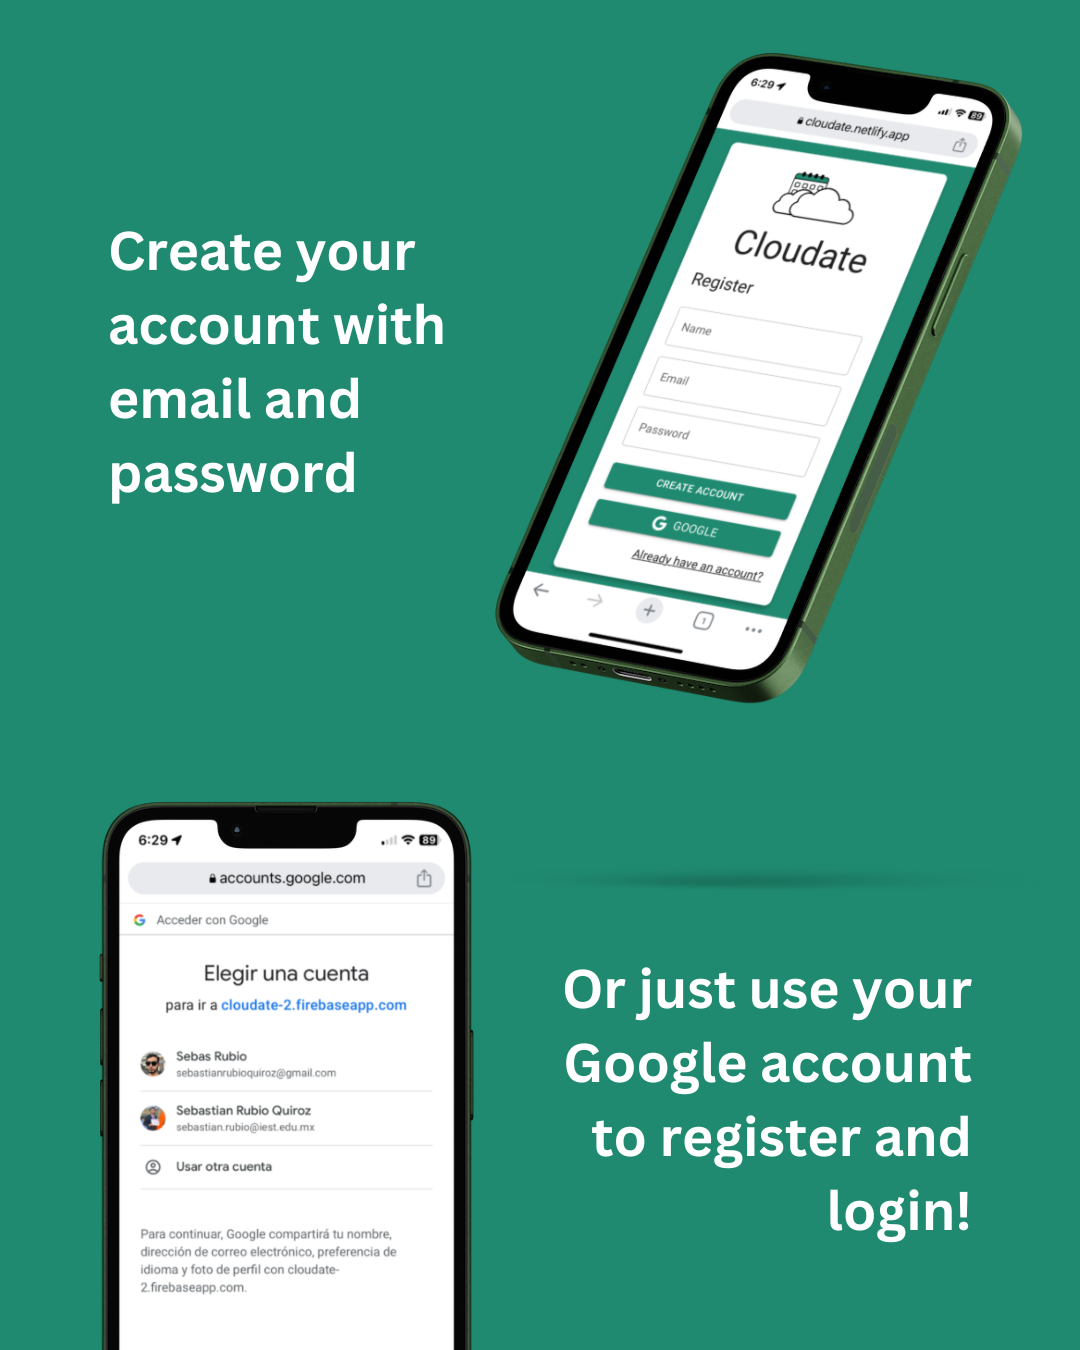 Create your
account with
email and
password
6:29
89
cloudate.netlify.app
Cloudate
Register
Name
Email
Password
CREATE ACCOUNT
G GOOGLE
Already have an account?
1
6:29
89
accounts.google.com
G Acceder con Google
Elegir una cuenta
para ir a cloudate-2.firebaseapp.com
Sebas Rubio
sebastianrubioquiroz@gmail.com
Sebastian Rubio Quiroz
sebastian.rubio@iest.edu.mx
Usar otra cuenta
Para continuar, Google compartirá tu nombre,
dirección de correo electrónico, preferencia de
idioma y foto de perfil con cloudate-
2.firebaseapp.com.
Or just use your
Google account
to register and
login!